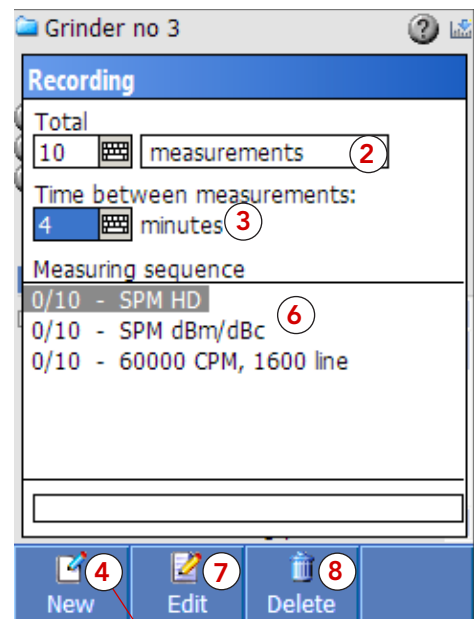 Grinder no 3
Recording
Total
10 measurements 2
Time between measurements:
4 minutes 3
Measuring sequence
0/10 - SPM HD
6
0/10 - SPM dBm/dBc
0/10 - 60000 CPM, 1600 line
4 7 8
New Edit Delete